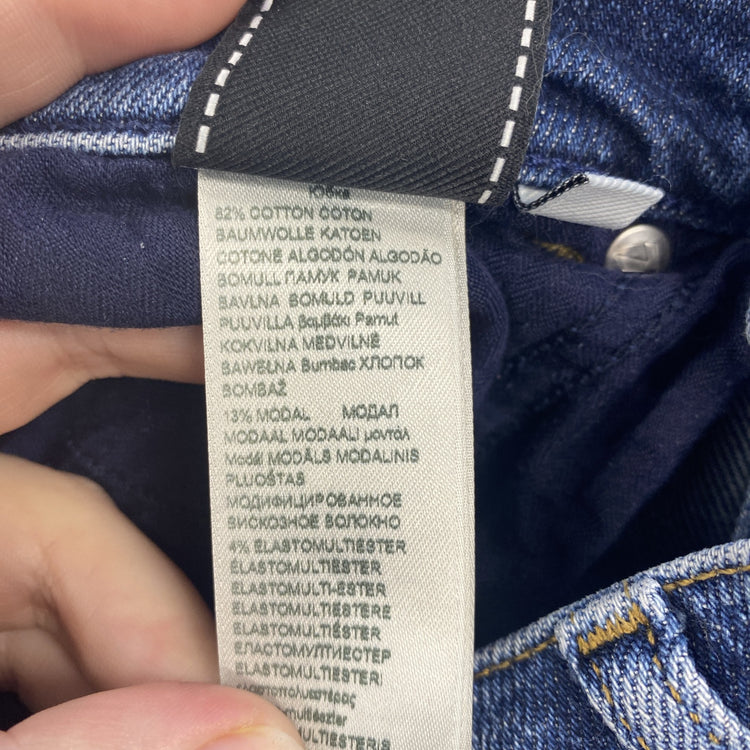 Юбка
82% COTTON COTON
BAUMWOLLE KATOEN
COTONE ALGODÓN ALGODÃO
BOMULL ПАМУК PAMUK
BAVLNA BOMULD PUUVILL
PUUVILLA βαμβάκι Pamut
KOKVILNA MEDVILNĖ
BAWEŁNA Bumbac ХЛОПОК
BOMBAŽ
13% MODAL МОДАЛ
MODAAL MODAALI μοντάλ
Modál MODĀLS MODALINIS
PLUOŠTAS
МОДИФИЦИРОВАННОЕ
ВИСКОЗНОЕ ВОЛОКНО
4% ELASTOMULTIESTER
ÉLASTOMULTIESTER
ELASTOMULTI-ESTER
ELASTOMULTIESTERE
ELASTOMULTIÉSTER
ЕЛАСТОМУЛТИЕСТЕР
ELASTOMULTIESTERI